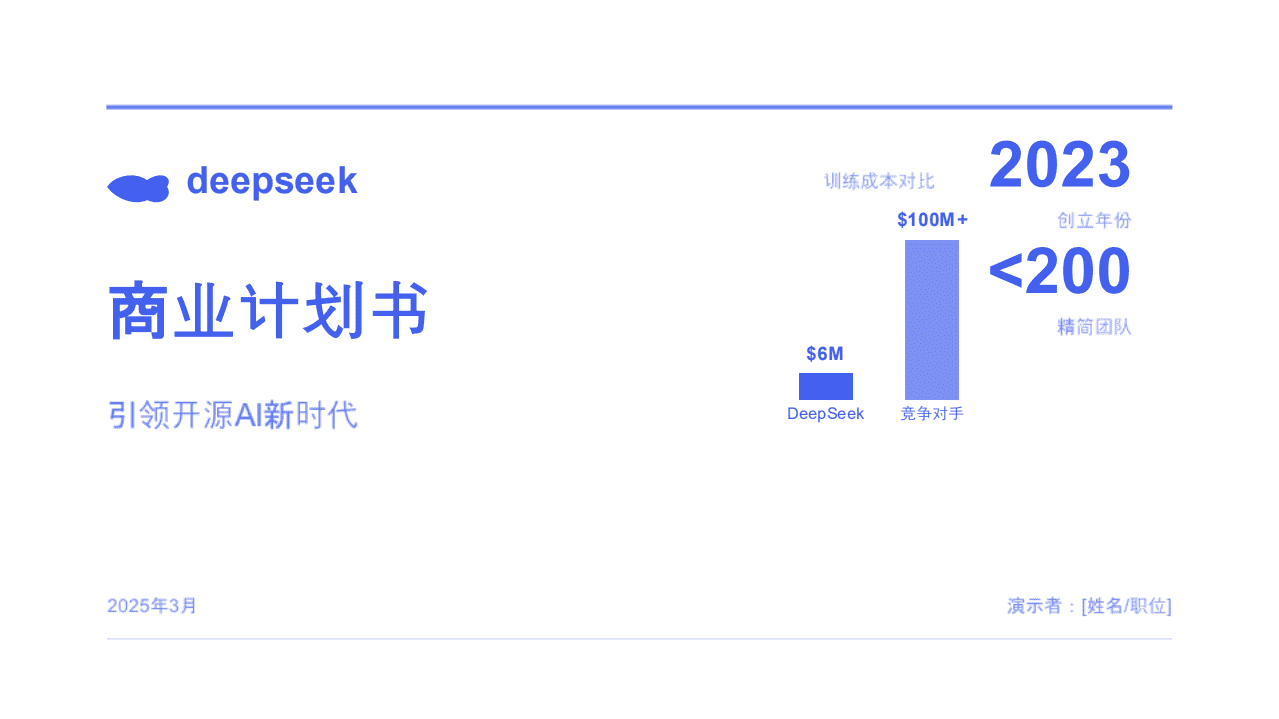 deepseek
商业计划书
引领开源AI新时代
训练成本对比
$100M+
$6M
DeepSeek
竞争对手
2023
创立年份
<200
精简团队
2025年3月
演示者：[姓名/职位]